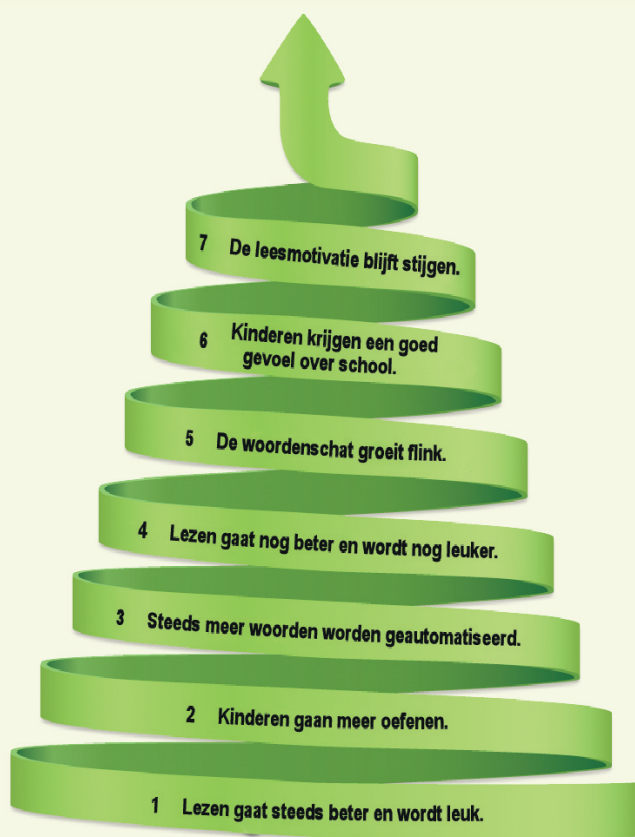 7 De leesmotivatie blijft stijgen.
6 Kinderen krijgen een goed
gevoel over school.
5 De woordenschat groeit flink.
4 Lezen gaat nog beter en wordt nog leuker.
3 Steeds meer woorden worden geautomatiseerd.
2 Kinderen gaan meer oefenen.
1 Lezen gaat steeds beter en wordt leuk.